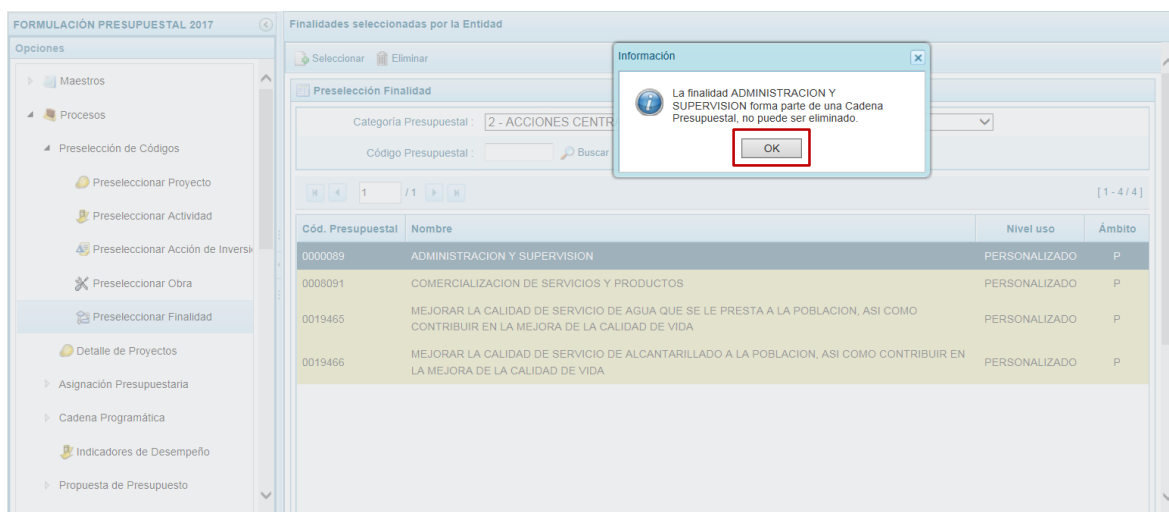 FORMULACIÓN PRESUPUESTAL 2017
Opciones
Maestros
Procesos
Preselección de Códigos
Preseleccionar Proyecto
Preseleccionar Actividad
Preseleccionar Acción de Inversi
Preseleccionar Obra
Preseleccionar Finalidad
Detalle de Proyectos
Asignación Presupuestaria
Cadena Programática
Indicadores de Desempeño
Propuesta de Presupuesto
Finalidades seleccionadas por la Entidad
Seleccionar Eliminar
Preselección Finalidad
Categoría Presupuestal : 2 - ACCIONES CENTR
Código Presupuestal : Buscar
Información
La finalidad ADMINISTRACION Y
SUPERVISION forma parte de una Cadena
Presupuestal, no puede ser eliminado.
OK
1 / 1 [ 1 - 4 / 4 ]
Cód. Presupuestal Nombre Nivel uso Ámbito
0000089 ADMINISTRACION Y SUPERVISION PERSONALIZADO P
0008091 COMERCIALIZACION DE SERVICIOS Y PRODUCTOS PERSONALIZADO P
0019465 MEJORAR LA CALIDAD DE SERVICIO DE AGUA QUE SE LE PRESTA A LA POBLACION, ASI COMO
CONTRIBUIR EN LA MEJORA DE LA CALIDAD DE VIDA PERSONALIZADO P
0019466 MEJORAR LA CALIDAD DE SERVICIO DE ALCANTARILLADO A LA POBLACION, ASI COMO CONTRIBUIR EN
LA MEJORA DE LA CALIDAD DE VIDA PERSONALIZADO P